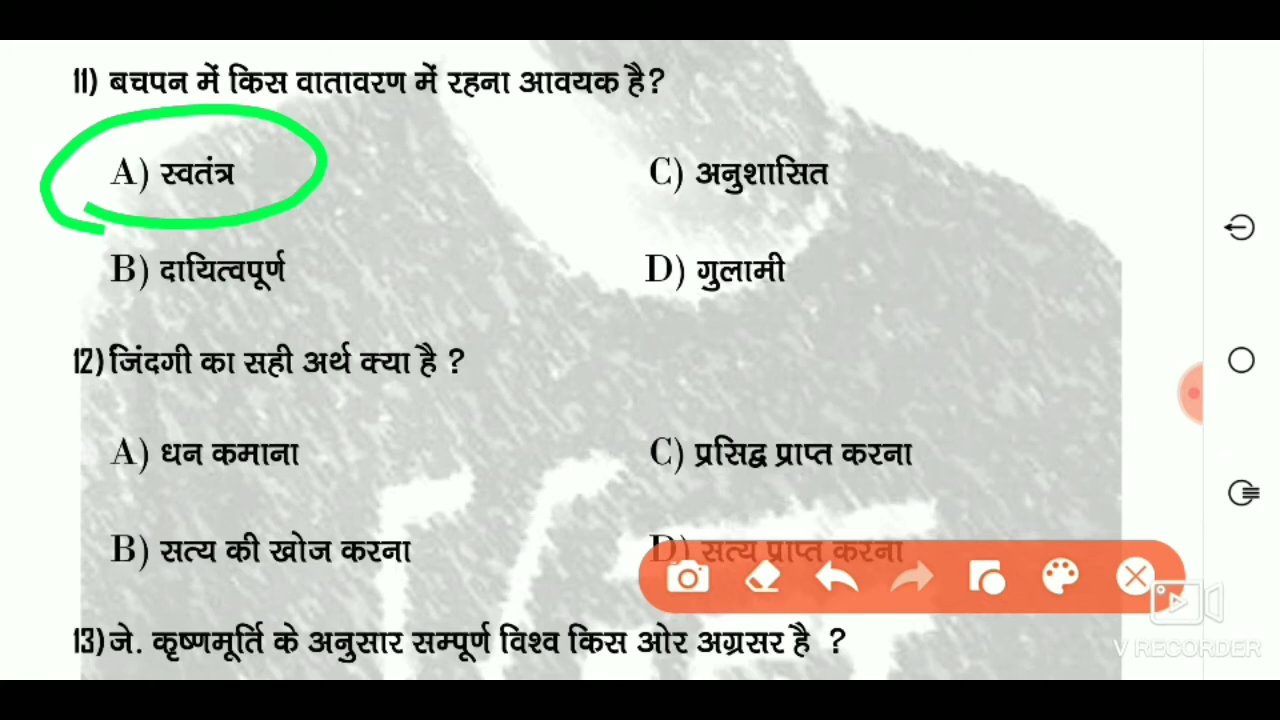 11) बचपन में किस वातावरण में रहना आवयक है?
A) स्वतंत्र
C) अनुशासित
B) दायित्वपूर्ण
D) गुलामी
12) जिंदगी का सही अर्थ क्या है ?
A) धन कमाना
C) प्रसिद्व प्राप्त करना
B) सत्य की खोज करना
D) सत्य प्राप्त करना
13) जे. कृष्णमूर्ति के अनुसार सम्पूर्ण विश्व किस ओर अग्रसर है ?
V RECORDER